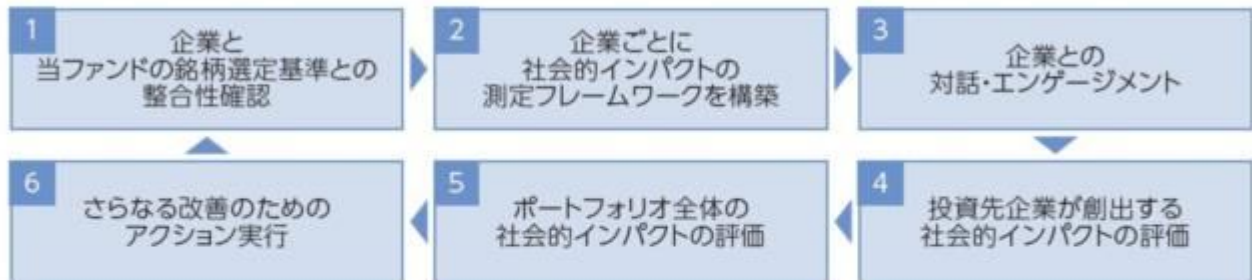 1
企業と
当ファンドの銘柄選定基準との
整合性確認
2
企業ごとに
社会的インパクトの
測定フレームワークを構築
3
企業との
対話・エンゲージメント
4
投資先企業が創出する
社会的インパクトの評価
5
ポートフォリオ全体の
社会的インパクトの評価
6
さらなる改善のための
アクション実行